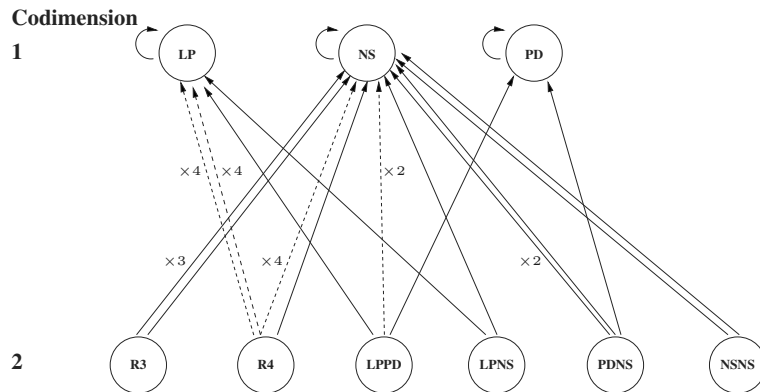 Codimension
1 LP NS PD
×4 ×4 ×2
×3 ×4 ×2
2 R3 R4 LPPD LPNS PDNS NSNS